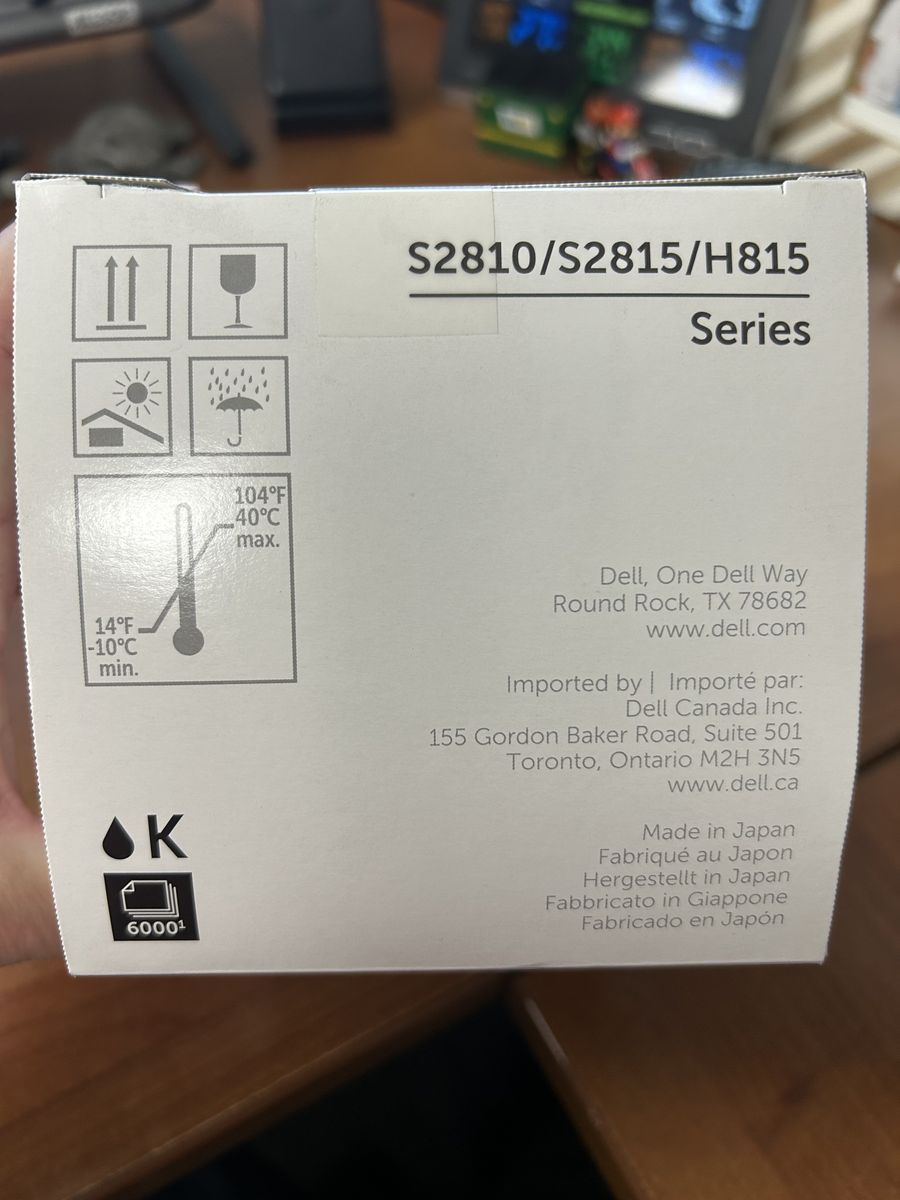 S2810/S2815/H815
Series
104°F
40°C
max.
14°F
-10°C
min.
Dell, One Dell Way
Round Rock, TX 78682
www.dell.com
Imported by | Importé par:
Dell Canada Inc.
155 Gordon Baker Road, Suite 501
Toronto, Ontario M2H 3N5
www.dell.ca
K
6000¹
Made in Japan
Fabriqué au Japon
Hergestellt in Japan
Fabbricato in Giappone
Fabricado en Japón